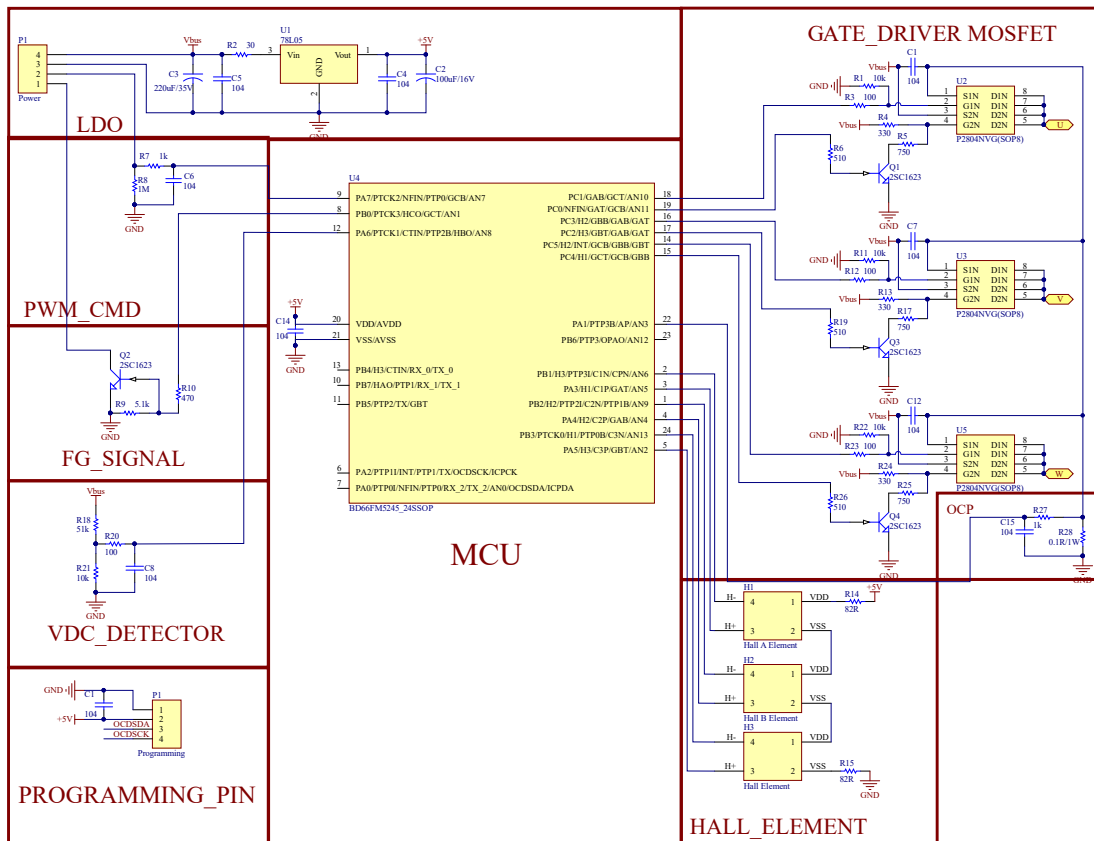 P1
4
3
2
1
Power
Vbus
R2 30
U1
78L05
3
Vin
Vout
1
GND
2
+5V
C3
220uF/35V
C5
104
C4
104
C2
100uF/16V
GND
LDO
R7 1k
R8
1M
C6
104
GND
PWM_CMD
Q2
2SC1623
R9 5.1k
R10
470
GND
FG_SIGNAL
Vbus
R18
51k
R20
100
R21
10k
C8
104
GND
VDC_DETECTOR
GND
C1
104
+5V
OCDSDA
OCDSCK
P1
1
2
3
4
Programming
PROGRAMMING_PIN
U4
9 PA7/PTCK2/NFIN/PTP0/GCB/AN7
8 PB0/PTCK3/HCO/GCT/AN1
12 PA6/PTCK1/CTIN/PTP2B/HBO/AN8
+5V
C14
104
GND
20 VDD/AVDD
21 VSS/AVSS
13 PB4/H3/CTIN/RX_0/TX_0
10 PB7/HAO/PTP1/RX_1/TX_1
11 PB5/PTP2/TX/GBT
6 PA2/PTP1I/INT/PTP1/TX/OCDSCK/ICPCK
7 PA0/PTP0I/NFIN/PTP0/RX_2/TX_2/AN0/OCDSDA/ICPDA
PC1/GAB/GCT/AN10 18
PC0/NFIN/GAT/GCB/AN11 19
PC3/H2/GBB/GAB/GAT 16
PC2/H3/GBT/GAB/GAT 17
PC5/H2/INT/GCB/GBB/GBT 14
PC4/H1/GCT/GCB/GBB 15
PA1/PTP3B/AP/AN3 22
PB6/PTP3/OPAO/AN12 23
PB1/H3/PTP3I/C1N/CPN/AN6 2
PA3/H1/C1P/GAT/AN5 3
PB2/H2/PTP2I/C2N/PTP1B/AN9 1
PA4/H2/C2P/GAB/AN4 4
PB3/PTCK0/H1/PTP0B/C3N/AN13 24
PA5/H3/C3P/GBT/AN2 5
BD66FM5245_24SSOP
MCU
GATE_DRIVER MOSFET
Vbus
C1
104
GND
R1 10k
R3 100
Vbus
R4
330
R5
750
R6
510
Q1
2SC1623
GND
U2
1 S1N D1N 8
2 G1N D1N 7
3 S2N D2N 6
4 G2N D2N 5
P2804NVG(SOP8)
U
Vbus
C7
104
GND
R11 10k
R12 100
Vbus
R13
330
R17
750
R19
510
Q3
2SC1623
GND
U3
1 S1N D1N 8
2 G1N D1N 7
3 S2N D2N 6
4 G2N D2N 5
P2804NVG(SOP8)
V
Vbus
C12
104
GND
R22 10k
R23 100
Vbus
R24
330
R25
750
R26
510
Q4
2SC1623
GND
U5
1 S1N D1N 8
2 G1N D1N 7
3 S2N D2N 6
4 G2N D2N 5
P2804NVG(SOP8)
W
OCP
R27
1k
C15
104
R28
0.1R/1W
GND
H1
H- 4 1 VDD
H+ 3 2 VSS
Hall A Element
R14
82R
+5V
H2
H- 4 1 VDD
H+ 3 2 VSS
Hall B Element
H3
H- 4 1 VDD
H+ 3 2 VSS
Hall Element
R15
82R
GND
HALL_ELEMENT